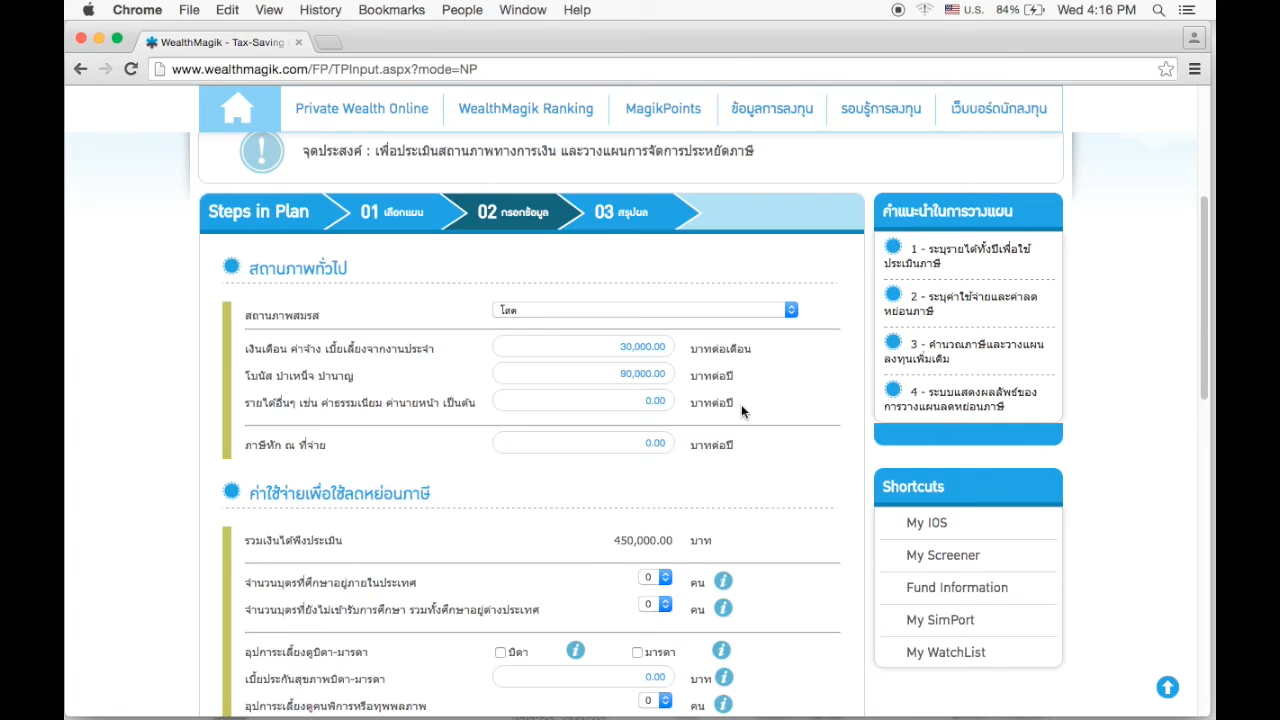 Chrome File Edit View History Bookmarks People Window Help U.S. 84% Wed 4:16 PM
WealthMagik - Tax-Saving
www.wealthmagik.com/FP/TPInput.aspx?mode=NP
Private Wealth Online WealthMagik Ranking MagikPoints ข้อมูลการลงทุน รอบรู้การลงทุน เว็บบอร์ดนักลงทุน
จุดประสงค์ : เพื่อประเมินสถานภาพทางการเงิน และวางแผนการจัดการประหยัดภาษี
Steps in Plan 01 เลือกแผน 02 กรอกข้อมูล 03 สรุปผล
สถานภาพทั่วไป
สถานภาพสมรส โสด
เงินเดือน ค่าจ้าง เบี้ยเลี้ยงจากงานประจำ 30,000.00 บาทต่อเดือน
โบนัส บำเหน็จ บำนาญ 90,000.00 บาทต่อปี
รายได้อื่นๆ เช่น ค่าธรรมเนียม ค่านายหน้า เป็นต้น 0.00 บาทต่อปี
ภาษีหัก ณ ที่จ่าย 0.00 บาทต่อปี
ค่าใช้จ่ายเพื่อใช้ลดหย่อนภาษี
รวมเงินได้พึงประเมิน 450,000.00 บาท
จำนวนบุตรที่ศึกษาอยู่ภายในประเทศ 0 คน
จำนวนบุตรที่ยังไม่เข้ารับการศึกษา รวมทั้งศึกษาอยู่ต่างประเทศ 0 คน
อุปการะเลี้ยงดูบิดา-มารดา บิดา มารดา
เบี้ยประกันสุขภาพบิดา-มารดา 0.00 บาท
อุปการะเลี้ยงดูคนพิการหรือทุพพลภาพ 0 คน
คำแนะนำในการวางแผน
1 - ระบุรายได้ทั้งปีเพื่อใช้
ประเมินภาษี
2 - ระบุค่าใช้จ่ายและค่าลด
หย่อนภาษี
3 - คำนวณภาษีและวางแผน
ลงทุนเพิ่มเติม
4 - ระบบแสดงผลลัพธ์ของ
การวางแผนลดหย่อนภาษี
Shortcuts
My IOS
My Screener
Fund Information
My SimPort
My WatchList